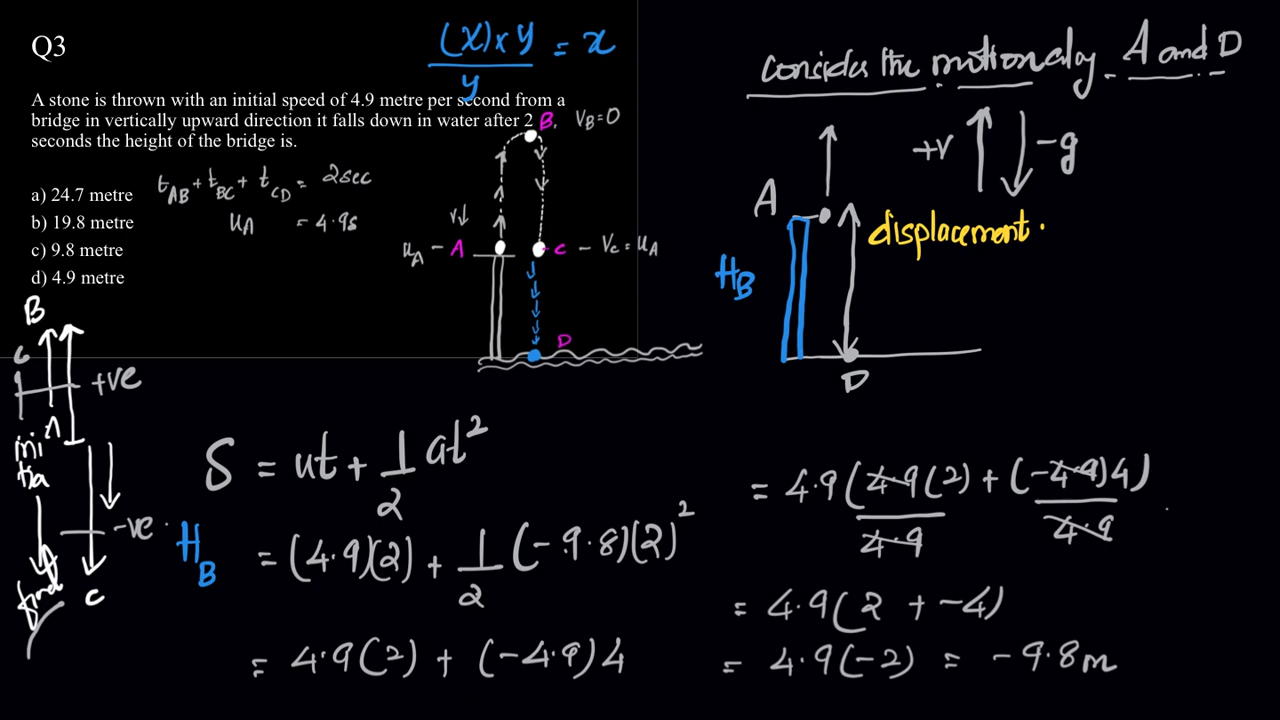 Q3
(x)xy / y = x
A stone is thrown with an initial speed of 4.9 metre per second from a
bridge in vertically upward direction it falls down in water after 2
seconds the height of the bridge is.
a) 24.7 metre
b) 19.8 metre
c) 9.8 metre
d) 4.9 metre
t_AB + t_BC + t_CD = 2sec
u_A = 4.9s
B. V_B=0
v↓
u_A - A
c - V_c = u_A
D
Consider the motion only A and D
+v
-g
A
displacement.
H_B
D
B
C
+ve
A
-ve
c
S = ut + 1/2 at²
H_B = (4.9)(2) + 1/2 (-9.8)(2)²
= 4.9(2) + (-4.9)4
= 4.9(4.9(2)/4.9 + (-4.9)4)/4.9
= 4.9(2 + -4)
= 4.9(-2) = -9.8m